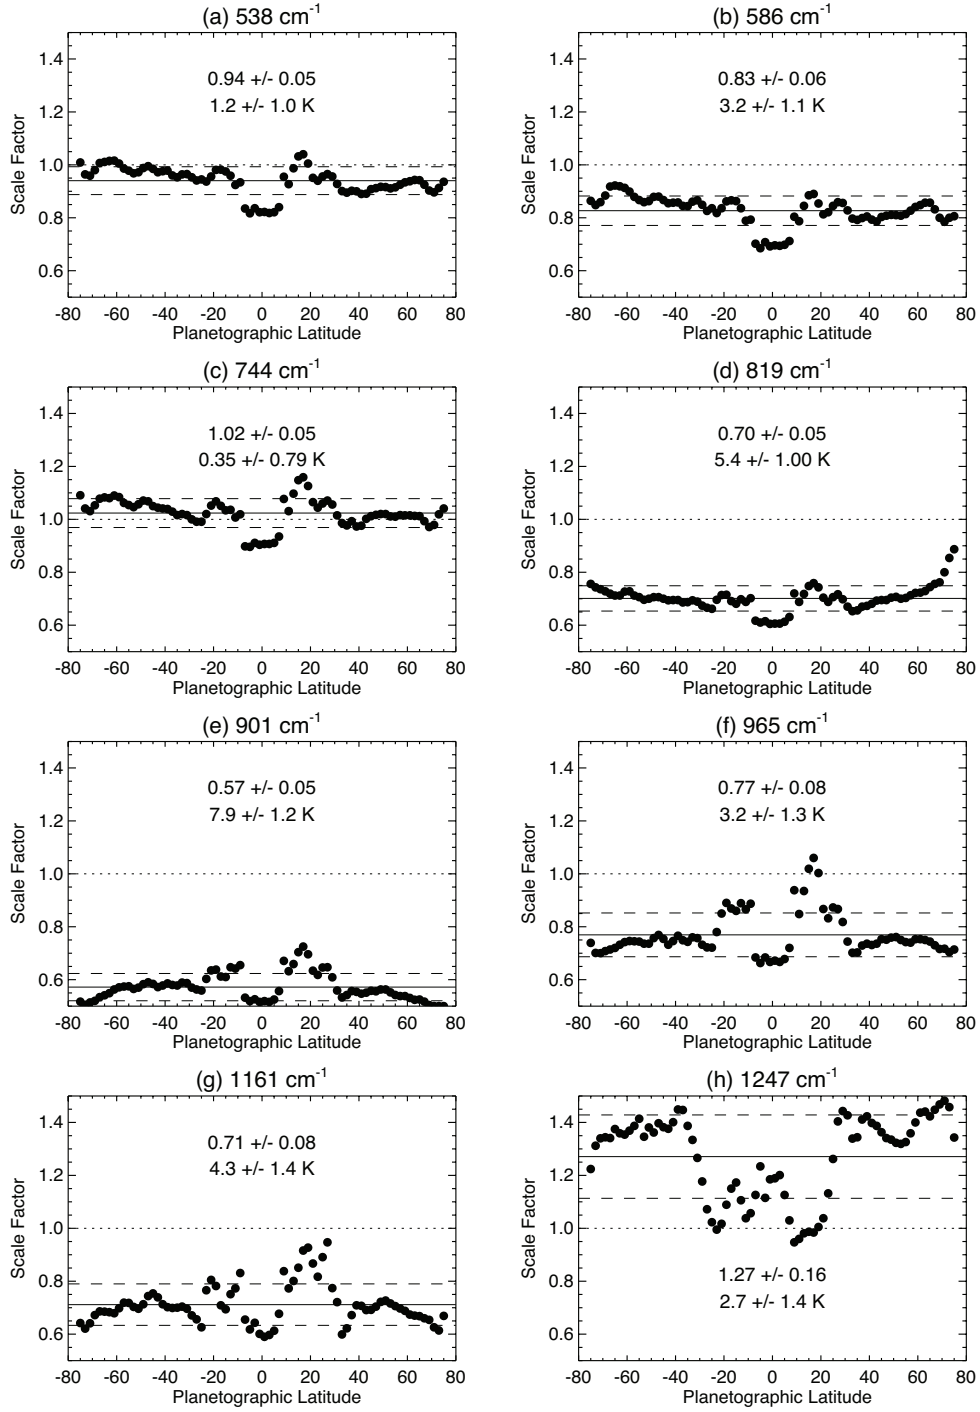 (a) 538 cm-1
1.4
1.2
1.0
0.8
0.6
Scale Factor
0.94 +/- 0.05
1.2 +/- 1.0 K
-80 -60 -40 -20 0 20 40 60 80
Planetographic Latitude
(b) 586 cm-1
1.4
1.2
1.0
0.8
0.6
Scale Factor
0.83 +/- 0.06
3.2 +/- 1.1 K
-80 -60 -40 -20 0 20 40 60 80
Planetographic Latitude
(c) 744 cm-1
1.4
1.2
1.0
0.8
0.6
Scale Factor
1.02 +/- 0.05
0.35 +/- 0.79 K
-80 -60 -40 -20 0 20 40 60 80
Planetographic Latitude
(d) 819 cm-1
1.4
1.2
1.0
0.8
0.6
Scale Factor
0.70 +/- 0.05
5.4 +/- 1.00 K
-80 -60 -40 -20 0 20 40 60 80
Planetographic Latitude
(e) 901 cm-1
1.4
1.2
1.0
0.8
0.6
Scale Factor
0.57 +/- 0.05
7.9 +/- 1.2 K
-80 -60 -40 -20 0 20 40 60 80
Planetographic Latitude
(f) 965 cm-1
1.4
1.2
1.0
0.8
0.6
Scale Factor
0.77 +/- 0.08
3.2 +/- 1.3 K
-80 -60 -40 -20 0 20 40 60 80
Planetographic Latitude
(g) 1161 cm-1
1.4
1.2
1.0
0.8
0.6
Scale Factor
0.71 +/- 0.08
4.3 +/- 1.4 K
-80 -60 -40 -20 0 20 40 60 80
Planetographic Latitude
(h) 1247 cm-1
1.4
1.2
1.0
0.8
0.6
Scale Factor
1.27 +/- 0.16
2.7 +/- 1.4 K
-80 -60 -40 -20 0 20 40 60 80
Planetographic Latitude